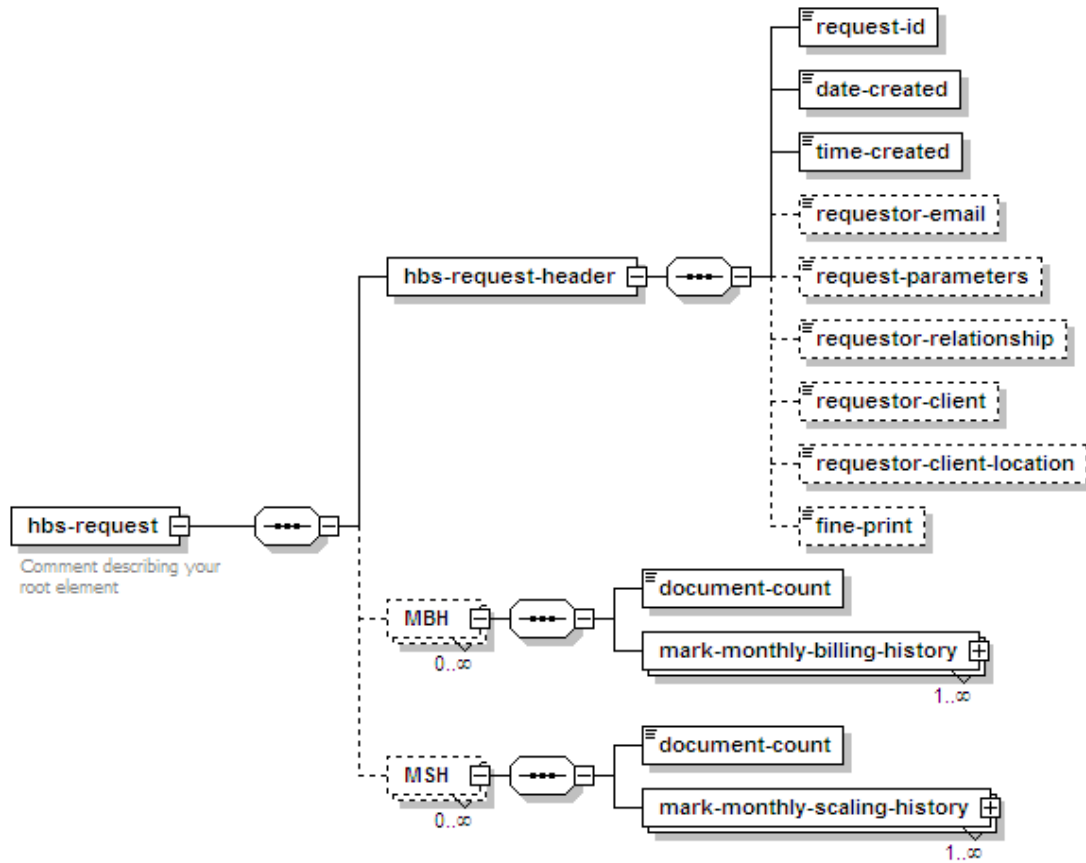 request-id
date-created
time-created
requestor-email
hbs-request-header
request-parameters
requestor-relationship
requestor-client
requestor-client-location
hbs-request
fine-print
Comment describing your
root element
document-count
MBH
0..∞
mark-monthly-billing-history
1..∞
document-count
MSH
0..∞
mark-monthly-scaling-history
1..∞